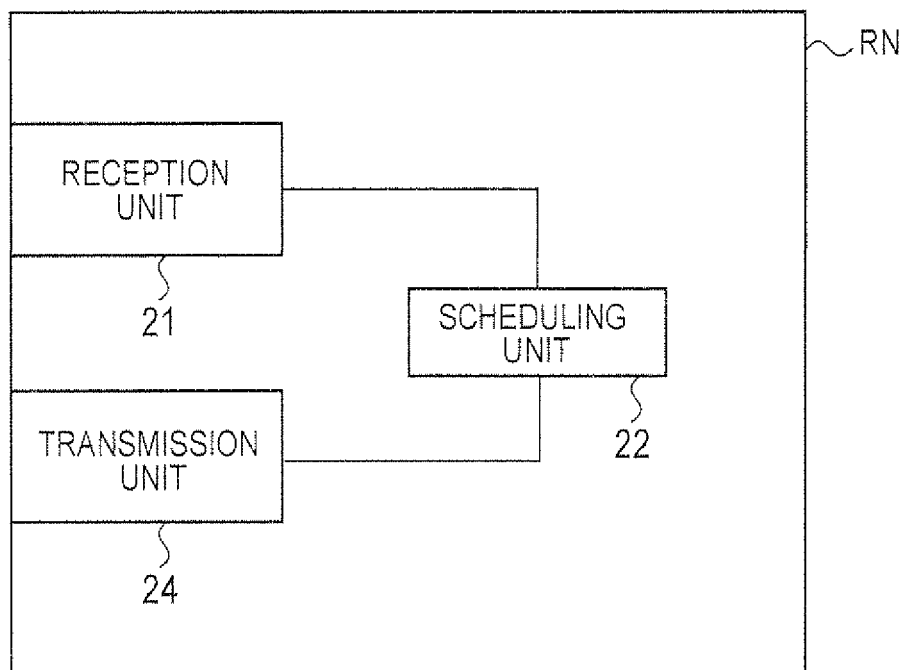 RN
RECEPTION
UNIT
21
SCHEDULING
UNIT
22
TRANSMISSION
UNIT
24